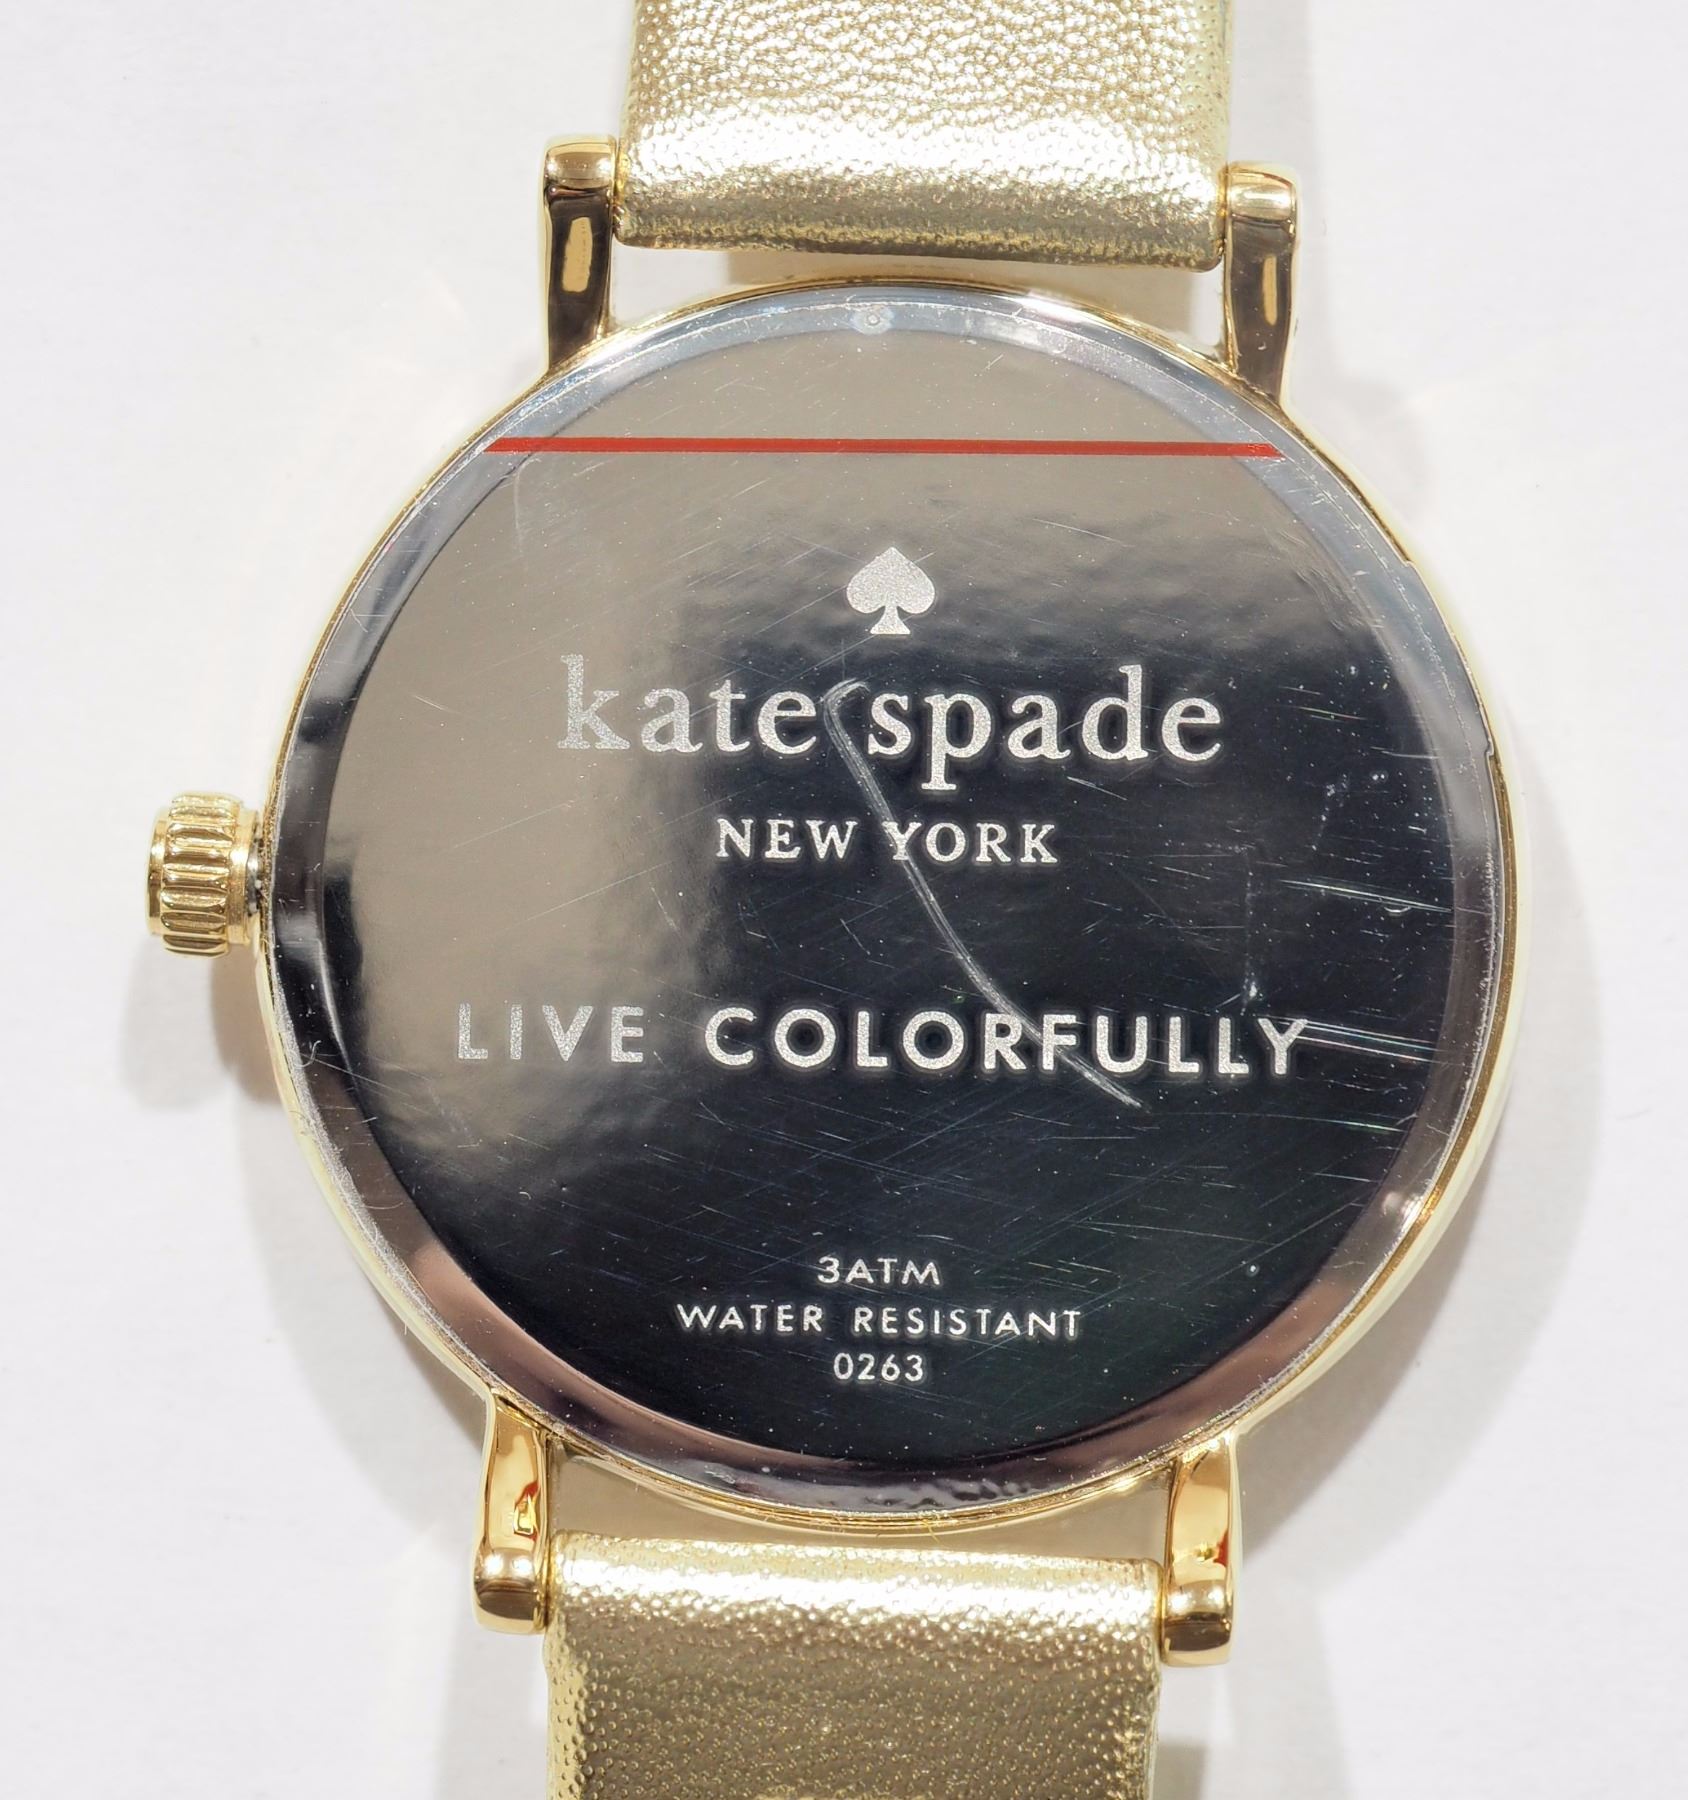 kate spade
NEW YORK
LIVE COLORFULLY
3ATM
WATER RESISTANT
0263